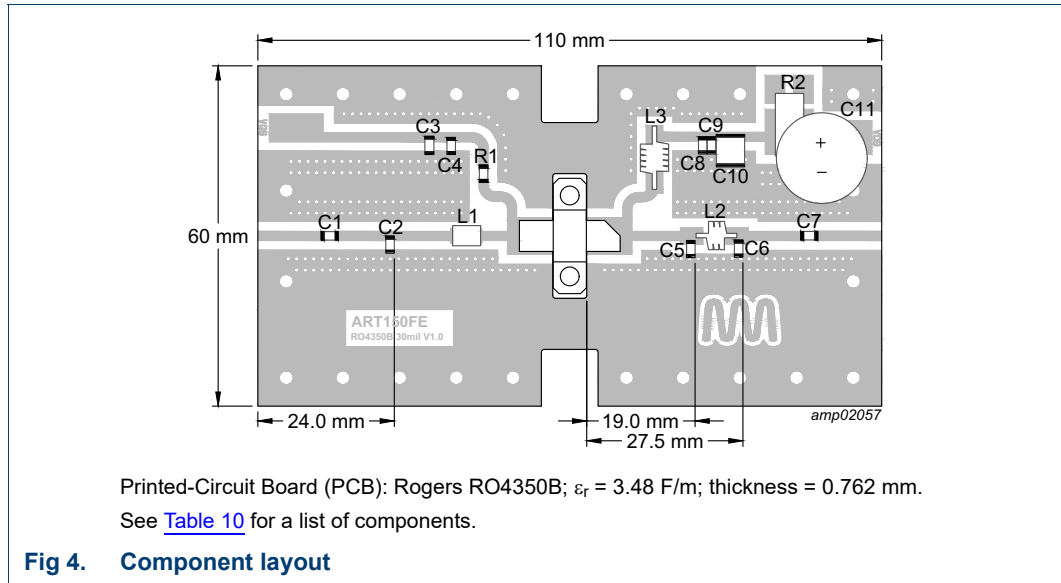 110 mm
R2
L3
C11
C3
C9
C4
C8
R1
C10
+
−
60 mm
C1
C2
L1
L2
C7
C5
C6
ART150FE
RO4350B 30mil V1.0
amp02057
24.0 mm
19.0 mm
27.5 mm
Printed-Circuit Board (PCB): Rogers RO4350B; εr = 3.48 F/m; thickness = 0.762 mm.
See Table 10 for a list of components.
Fig 4. Component layout